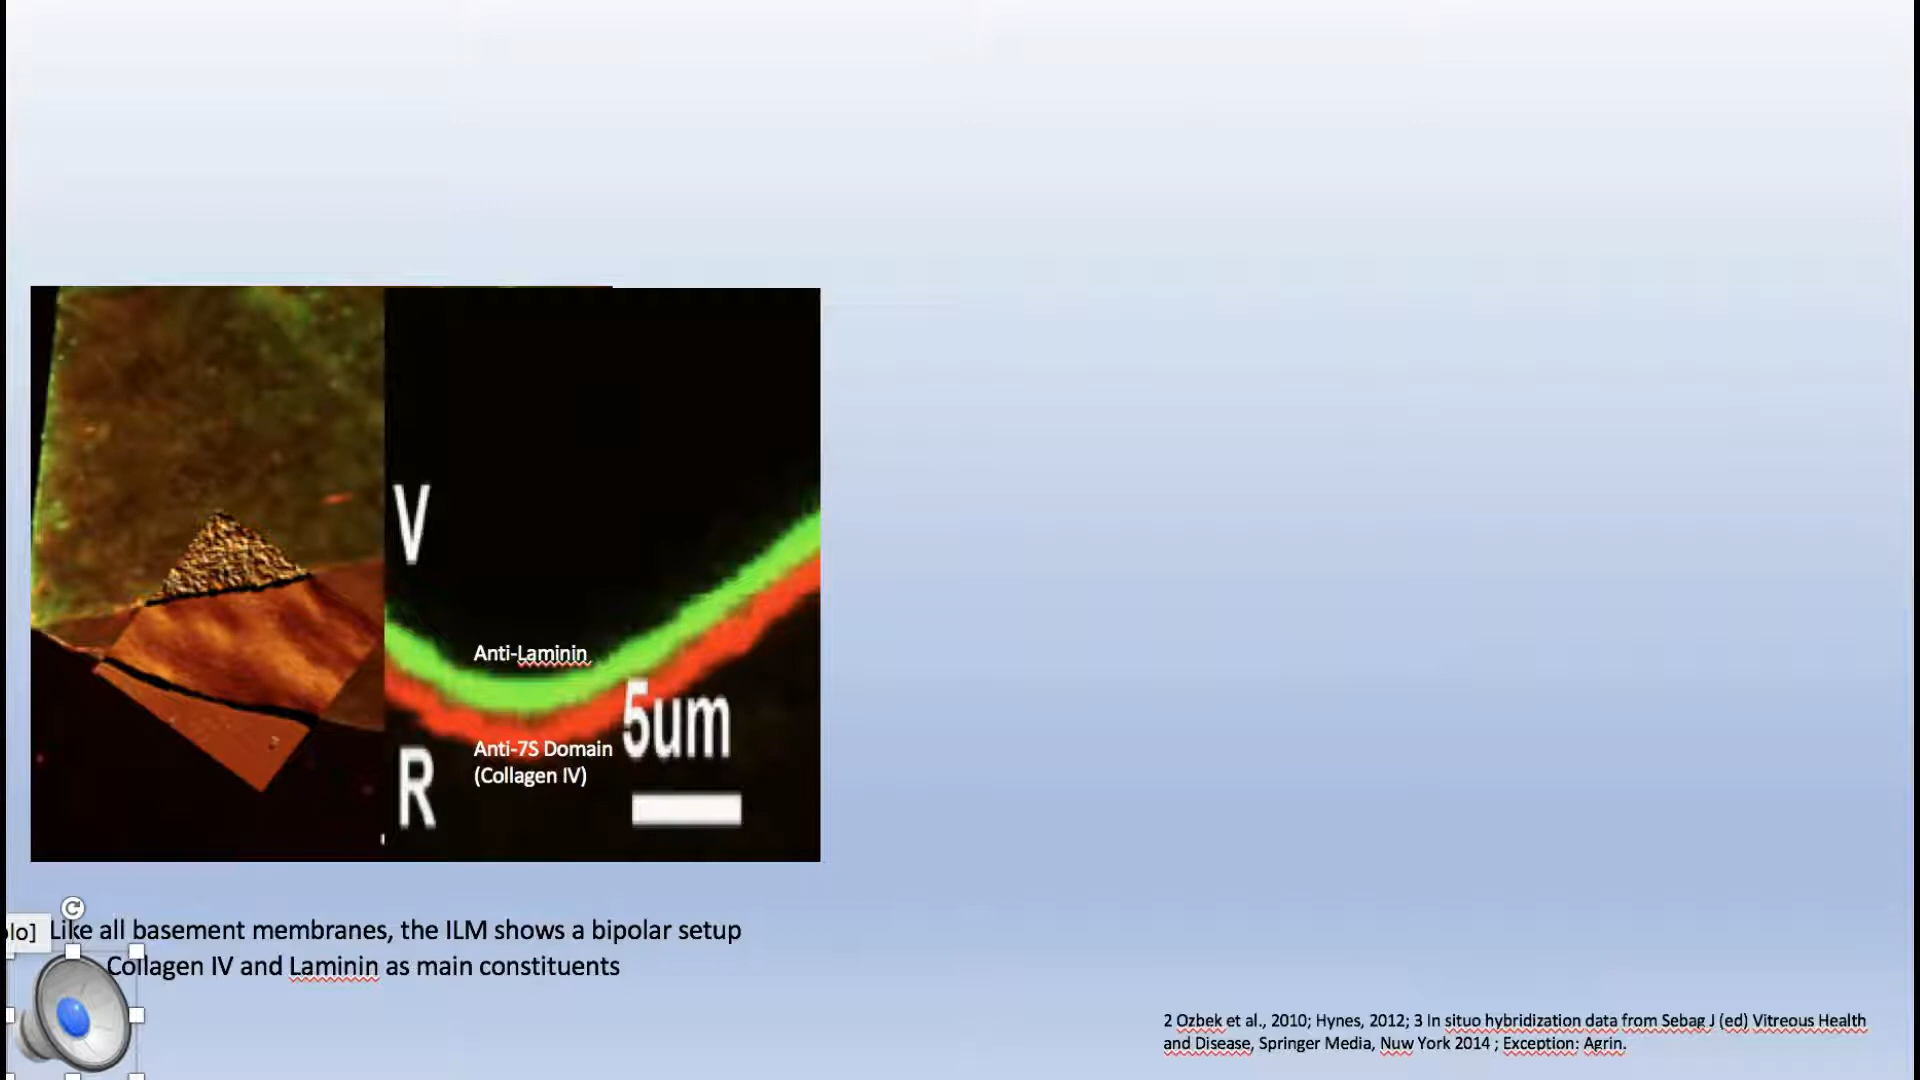 V
Anti-Laminin
5um
Anti-7S Domain
(Collagen IV)
R
olo] Like all basement membranes, the ILM shows a bipolar setup
Collagen IV and Laminin as main constituents
2 Ozbek et al., 2010; Hynes, 2012; 3 In situo hybridization data from Sebag J (ed) Vitreous Health
and Disease, Springer Media, Nuw York 2014 ; Exception: Agrin.